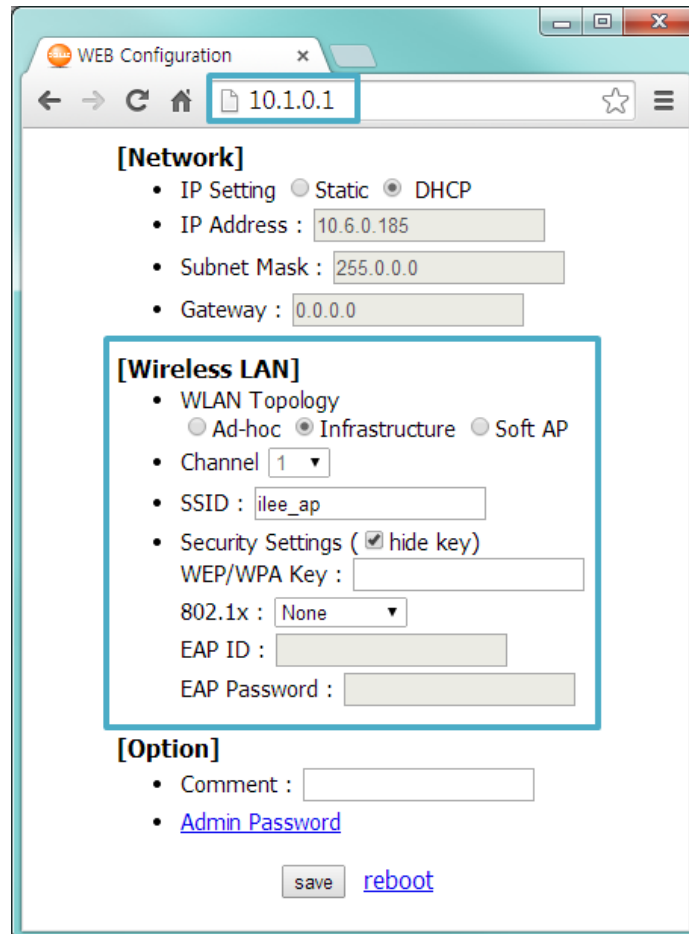 WEB Configuration
10.1.0.1
[Network]
• IP Setting Static DHCP
• IP Address : 10.6.0.185
• Subnet Mask : 255.0.0.0
• Gateway : 0.0.0.0
[Wireless LAN]
• WLAN Topology
Ad-hoc Infrastructure Soft AP
• Channel 1
• SSID : ilee_ap
• Security Settings ( hide key)
WEP/WPA Key :
802.1x : None
EAP ID :
EAP Password :
[Option]
• Comment :
• Admin Password
save reboot